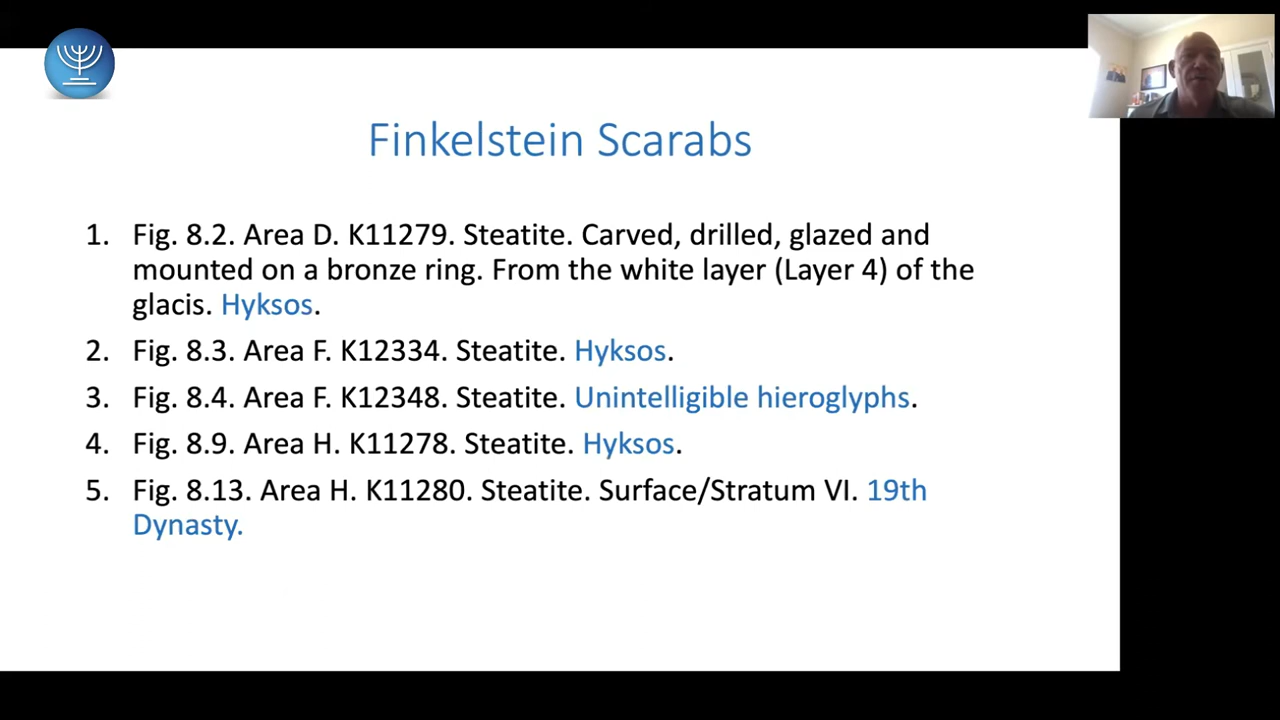 Finkelstein Scarabs
1. Fig. 8.2. Area D. K11279. Steatite. Carved, drilled, glazed and
mounted on a bronze ring. From the white layer (Layer 4) of the
glacis. Hyksos.
2. Fig. 8.3. Area F. K12334. Steatite. Hyksos.
3. Fig. 8.4. Area F. K12348. Steatite. Unintelligible hieroglyphs.
4. Fig. 8.9. Area H. K11278. Steatite. Hyksos.
5. Fig. 8.13. Area H. K11280. Steatite. Surface/Stratum VI. 19th
Dynasty.